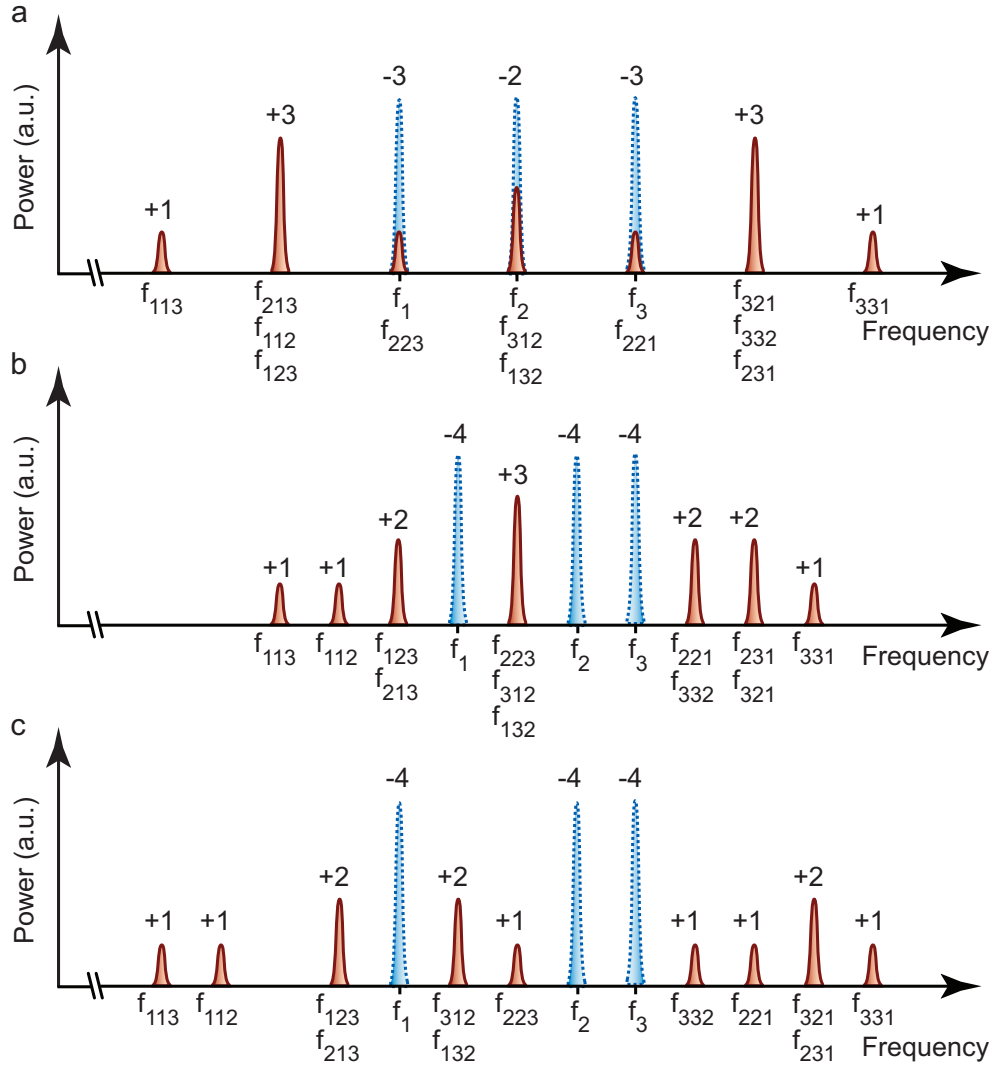 a
Power (a.u.)
+1 +3 -3 -2 -3 +3 +1
f113 f213 f1 f2 f3 f321 f331
f112 f223 f312 f221 f332 Frequency
f123 f132 f231
b
Power (a.u.)
+1 +1 +2 -4 +3 -4 -4 +2 +2 +1
f113 f112 f123 f1 f223 f2 f3 f221 f231 f331
f213 f312 f332 f321 Frequency
f132
c
Power (a.u.)
+1 +1 +2 -4 +2 +1 -4 -4 +1 +1 +2 +1
f113 f112 f123 f1 f312 f223 f2 f3 f332 f221 f321 f331
f213 f132 f231 Frequency